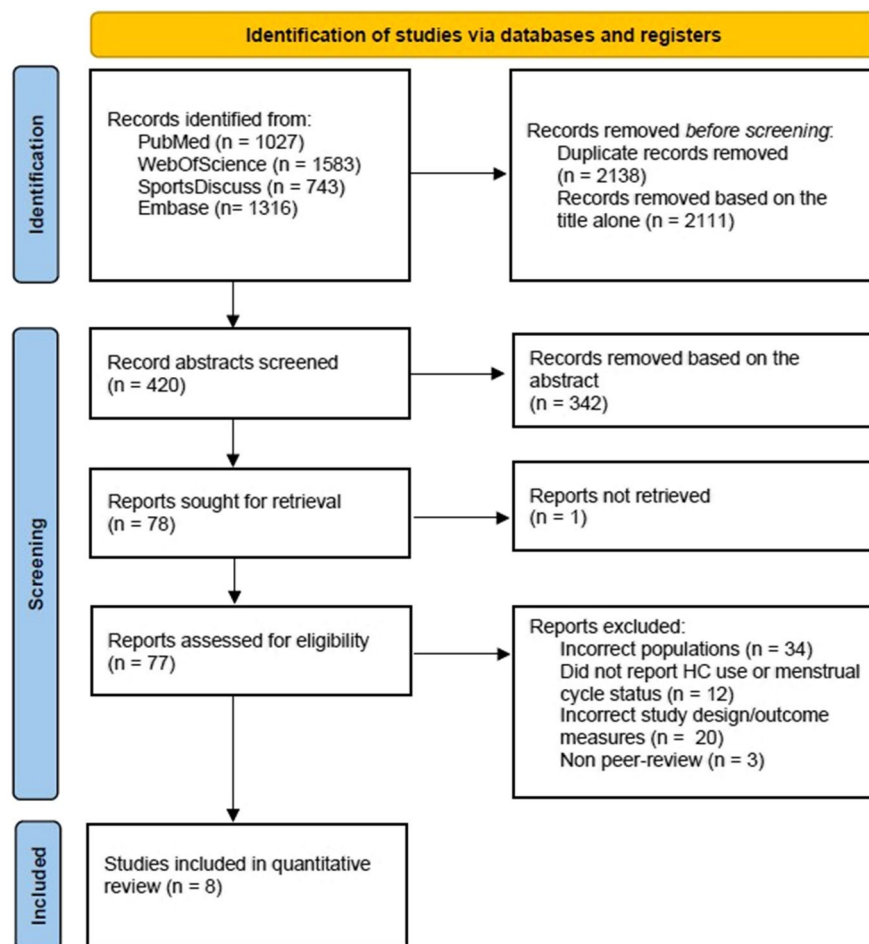 Identification of studies via databases and registers
Identification
Records identified from:
PubMed (n = 1027)
WebOfScience (n = 1583)
SportsDiscuss (n = 743)
Embase (n= 1316)
Records removed before screening:
Duplicate records removed
(n = 2138)
Records removed based on the
title alone (n = 2111)
Screening
Record abstracts screened
(n = 420)
Records removed based on the
abstract
(n = 342)
Reports sought for retrieval
(n = 78)
Reports not retrieved
(n = 1)
Reports assessed for eligibility
(n = 77)
Reports excluded:
Incorrect populations (n = 34)
Did not report HC use or menstrual
cycle status (n = 12)
Incorrect study design/outcome
measures (n = 20)
Non peer-review (n = 3)
Included
Studies included in quantitative
review (n = 8)